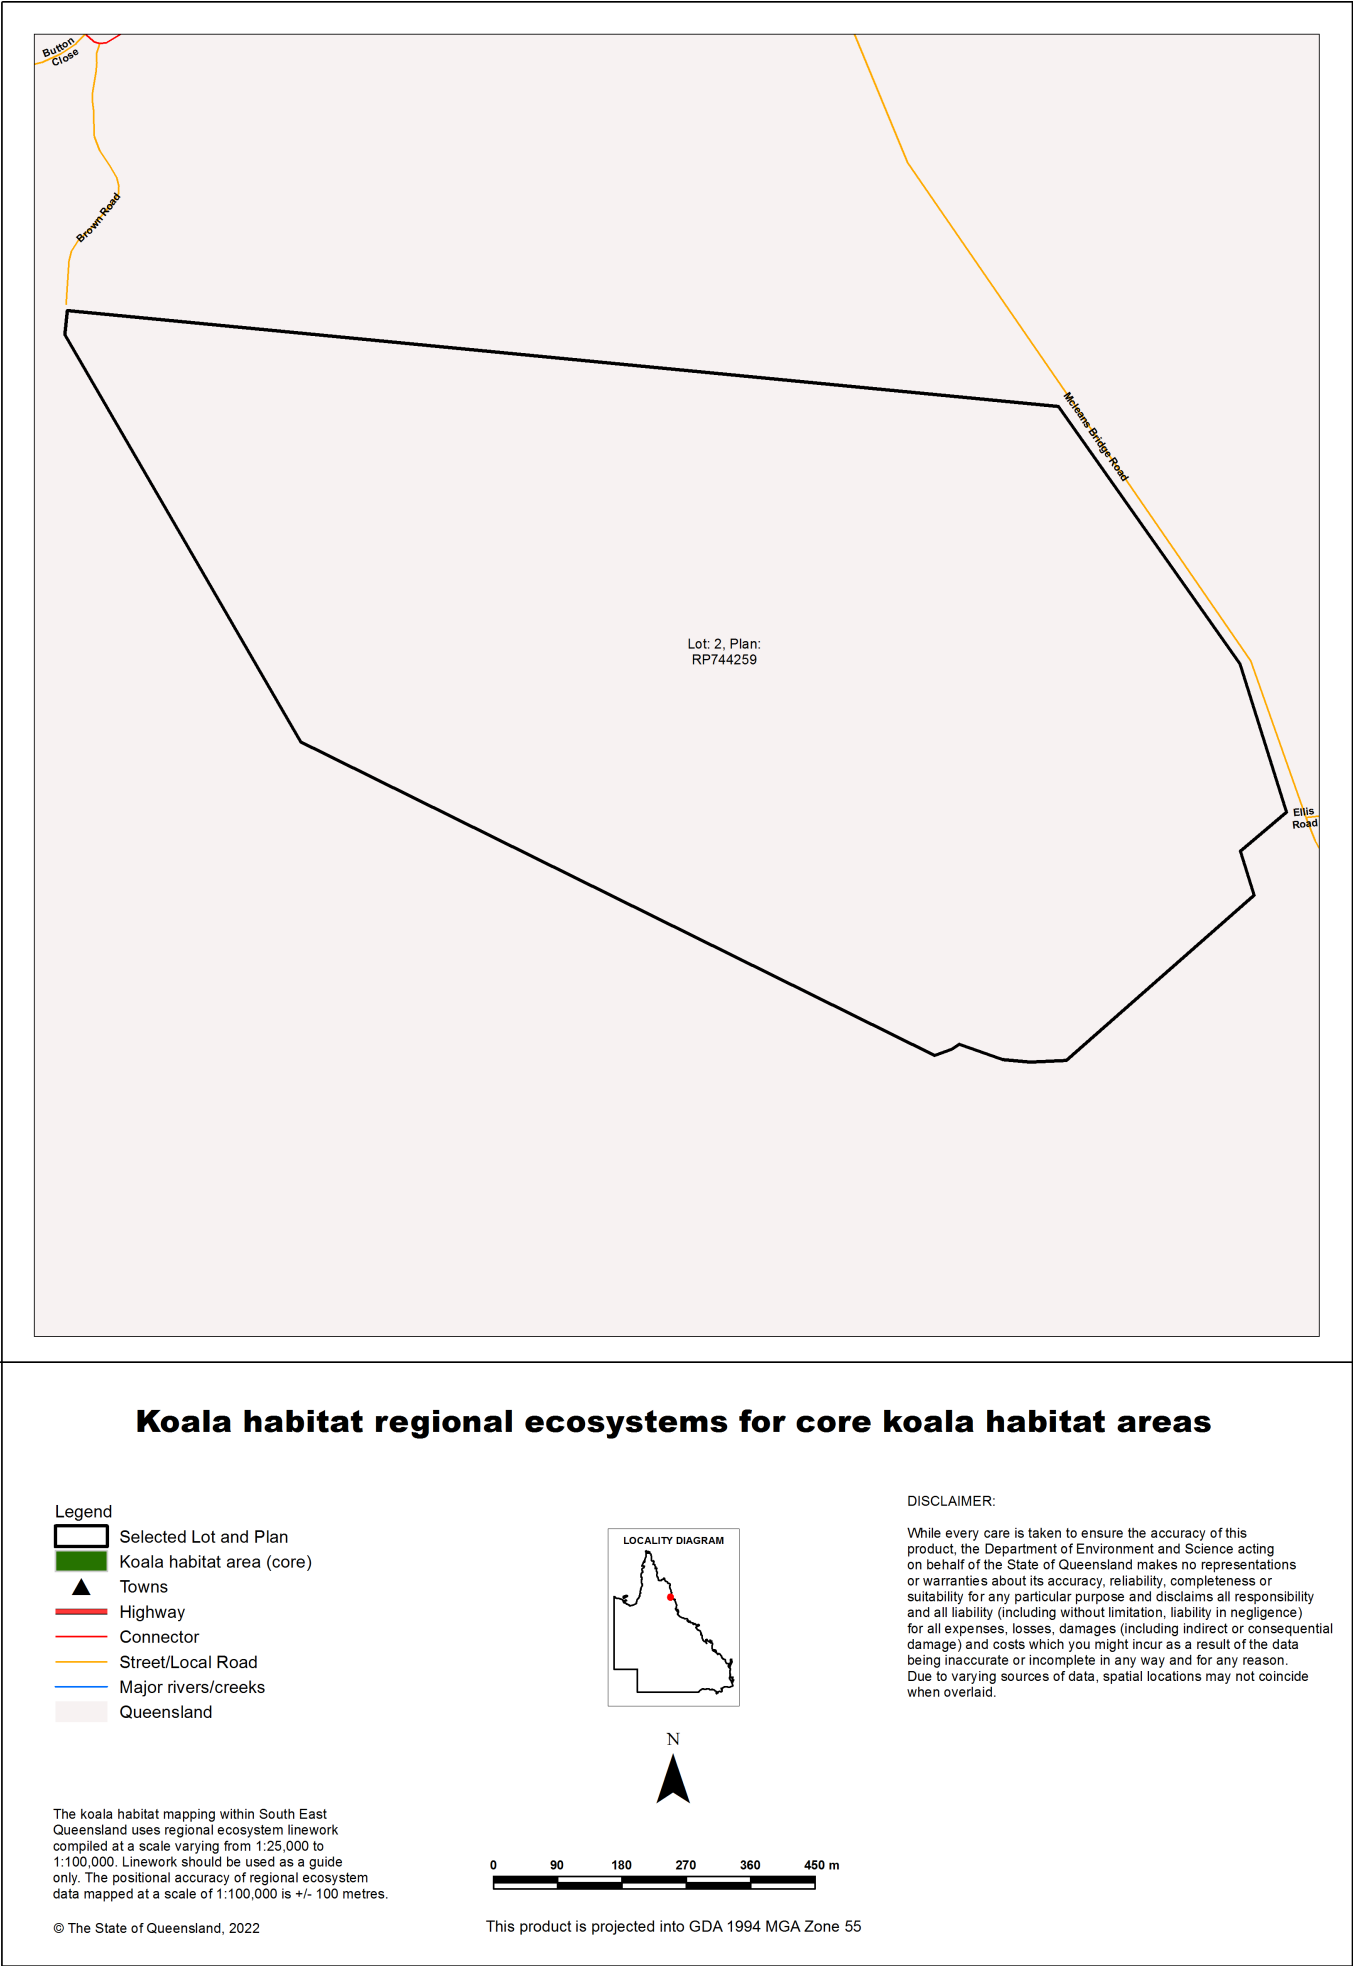 Button
Close
Brown Road
Mcleans Bridge Road
Lot: 2, Plan:
RP744259
Ellis
Road
Koala habitat regional ecosystems for core koala habitat areas
Legend
Selected Lot and Plan
Koala habitat area (core)
Towns
Highway
Connector
Street/Local Road
Major rivers/creeks
Queensland
The koala habitat mapping within South East
Queensland uses regional ecosystem linework
compiled at a scale varying from 1:25,000 to
1:100,000. Linework should be used as a guide
only. The positional accuracy of regional ecosystem
data mapped at a scale of 1:100,000 is +/- 100 metres.
© The State of Queensland, 2022
LOCALITY DIAGRAM
N
0 90 180 270 360 450 m
This product is projected into GDA 1994 MGA Zone 55
DISCLAIMER:
While every care is taken to ensure the accuracy of this
product, the Department of Environment and Science acting
on behalf of the State of Queensland makes no representations
or warranties about its accuracy, reliability, completeness or
suitability for any particular purpose and disclaims all responsibility
and all liability (including without limitation, liability in negligence)
for all expenses, losses, damages (including indirect or consequential
damage) and costs which you might incur as a result of the data
being inaccurate or incomplete in any way and for any reason.
Due to varying sources of data, spatial locations may not coincide
when overlaid.